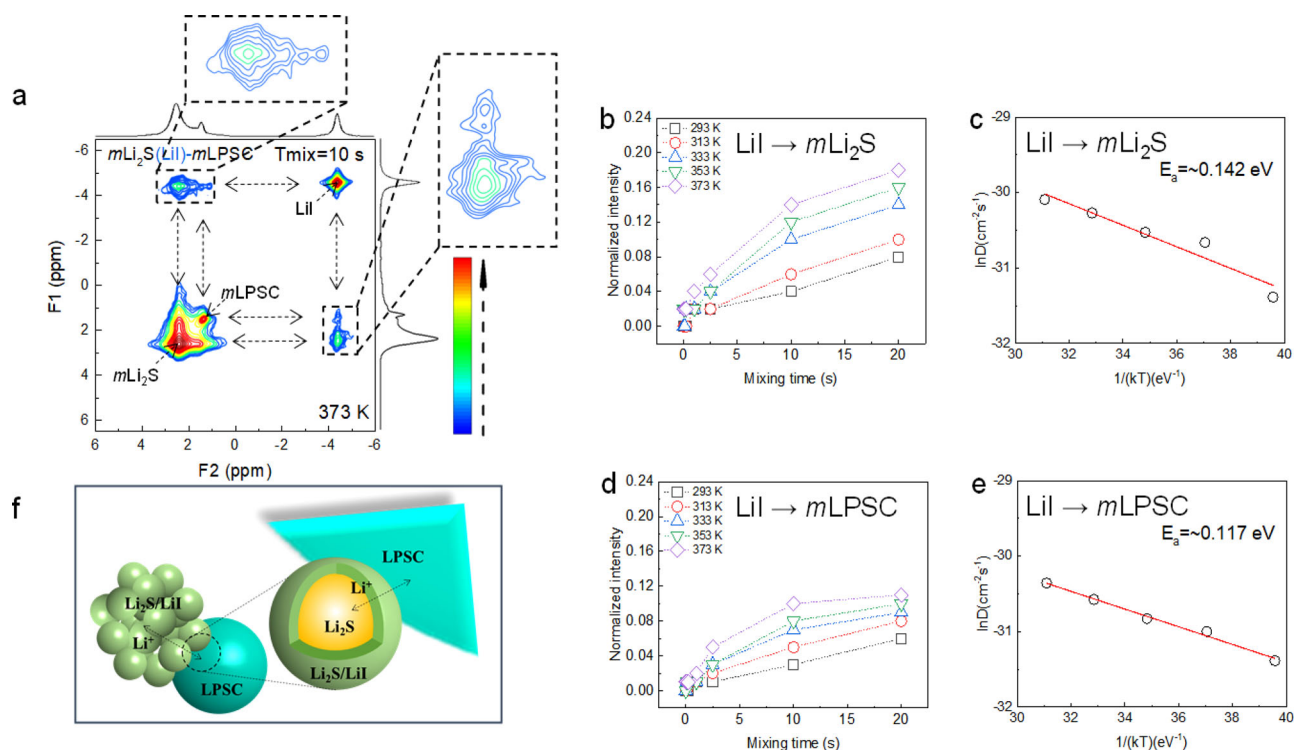 a
mLi₂S(LiI)-mLPSC Tmix=10 s
LiI
mLPSC
mLi₂S
373 K
-6
-4
-2
0
2
4
6
F1 (ppm)
6 4 2 0 -2 -4 -6
F2 (ppm)
b
LiI → mLi₂S
293 K
313 K
333 K
353 K
373 K
0.24
0.20
0.16
0.12
0.08
0.04
0.00
Normalized intensity
0 5 10 15 20
Mixing time (s)
c
LiI → mLi₂S
Eₐ=~0.142 eV
-29
-30
-31
-32
lnD(cm⁻²s⁻¹)
30 32 34 36 38 40
1/(kT)(eV⁻¹)
f
Li₂S/LiI
Li⁺
LPSC
LPSC
Li⁺
Li₂S
Li₂S/LiI
d
LiI → mLPSC
293 K
313 K
333 K
353 K
373 K
0.24
0.20
0.16
0.12
0.08
0.04
0.00
Normalized intensity
0 5 10 15 20
Mixing time (s)
e
LiI → mLPSC
Eₐ=~0.117 eV
-29
-30
-31
-32
lnD(cm⁻²s⁻¹)
30 32 34 36 38 40
1/(kT)(eV⁻¹)